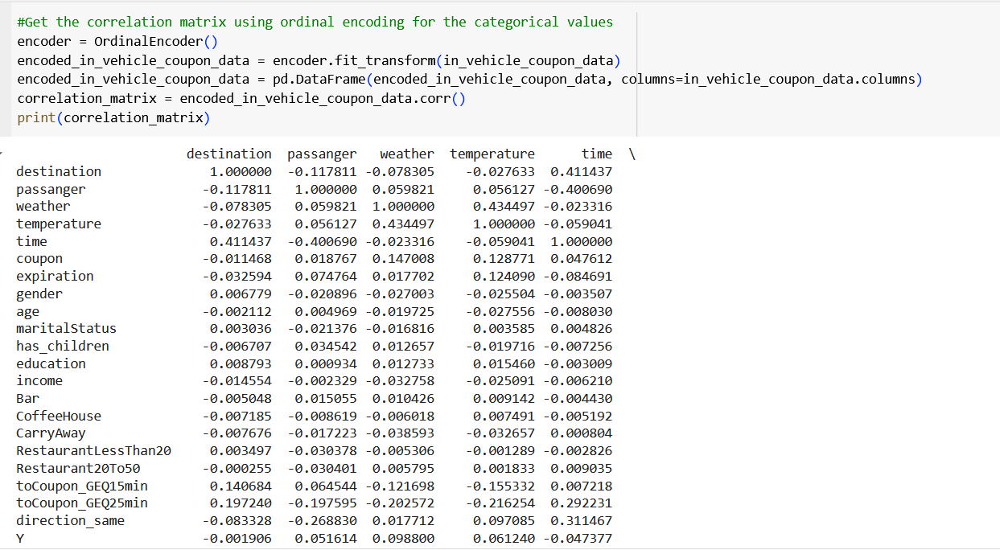 #Get the correlation matrix using ordinal encoding for the categorical values
encoder = OrdinalEncoder()
encoded_in_vehicle_coupon_data = encoder.fit_transform(in_vehicle_coupon_data)
encoded_in_vehicle_coupon_data = pd.DataFrame(encoded_in_vehicle_coupon_data, columns=in_vehicle_coupon_data.columns)
correlation_matrix = encoded_in_vehicle_coupon_data.corr()
print(correlation_matrix)
destination passanger weather temperature time \
destination 1.000000 -0.117811 -0.078305 -0.027633 0.411437
passanger -0.117811 1.000000 0.059821 0.056127 -0.400690
weather -0.078305 0.059821 1.000000 0.434497 -0.023316
temperature -0.027633 0.056127 0.434497 1.000000 -0.059041
time 0.411437 -0.400690 -0.023316 -0.059041 1.000000
coupon -0.011468 0.018767 0.147008 0.128771 0.047612
expiration -0.032594 0.074764 0.017702 0.124090 -0.084691
gender 0.006779 -0.020896 -0.027003 -0.025504 -0.003507
age -0.002112 0.004969 -0.019725 -0.027556 -0.008030
maritalStatus 0.003036 -0.021376 -0.016816 0.003585 0.004826
has_children -0.006707 0.034542 0.012657 -0.019716 -0.007256
education 0.008793 0.000934 0.012733 0.015460 -0.003009
income -0.014554 -0.002329 -0.032758 -0.025091 -0.006210
Bar -0.005048 0.015055 0.010426 0.009142 -0.004430
CoffeeHouse -0.007185 -0.008619 -0.006018 0.007491 -0.005192
CarryAway -0.007676 -0.017223 -0.038593 -0.032657 0.000804
RestaurantLessThan20 0.003497 -0.030378 -0.005306 -0.001289 -0.002826
Restaurant20To50 -0.000255 -0.030401 0.005795 0.001833 0.009035
toCoupon_GEQ15min 0.140684 0.064544 -0.121698 -0.155332 0.007218
toCoupon_GEQ25min 0.197240 -0.197595 -0.202572 -0.216254 0.292231
direction_same -0.083328 -0.268830 0.017712 0.097085 0.311467
Y -0.001906 0.051614 0.098800 0.061240 -0.047377